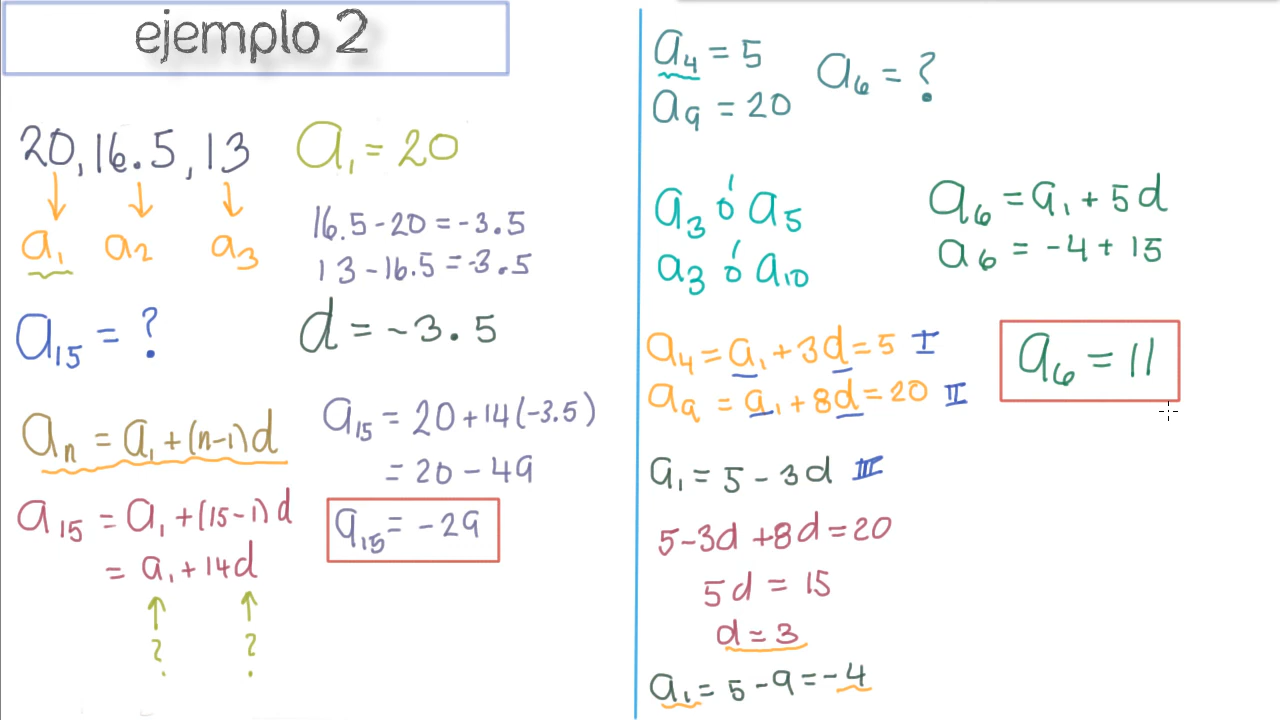 ejemplo 2
20, 16.5, 13
a₁ = 20
a₁ a₂ a₃
16.5 - 20 = -3.5
13 - 16.5 = -3.5
a₁₅ = ?
d = -3.5
aₙ = a₁ + (n-1)d
a₁₅ = a₁ + (15-1)d
= a₁ + 14d
? ?
a₁₅ = 20 + 14(-3.5)
= 20 - 49
a₁₅ = -29
a₄ = 5
a₉ = 20
a₆ = ?
a₃ ó a₅
a₃ ó a₁₀
a₄ = a₁ + 3d = 5 I
a₉ = a₁ + 8d = 20 II
a₁ = 5 - 3d III
5-3d + 8d = 20
5d = 15
d = 3
a₁ = 5 - 9 = -4
a₆ = a₁ + 5d
a₆ = -4 + 15
a₆ = 11